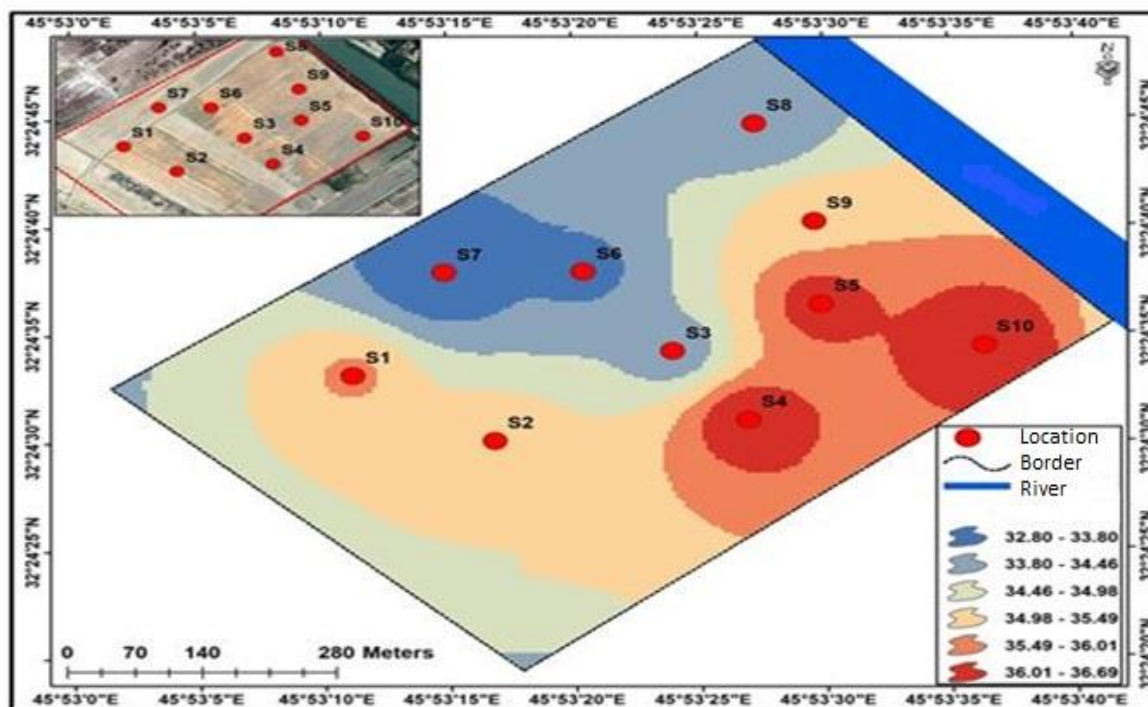 45°53'0"E 45°53'5"E 45°53'10"E 45°53'15"E 45°53'20"E 45°53'25"E 45°53'30"E 45°53'35"E 45°53'40"E
S8
S9
S7
S6
S5
S1
S3
S10
S2
S4
32°24'45"N
S8
32°24'40"N
S9
S7
S6
S5
32°24'35"N
S3
S10
S1
S4
32°24'30"N
S2
32°24'25"N
Location
Border
River
32.80 - 33.80
33.80 - 34.46
34.46 - 34.98
34.98 - 35.49
35.49 - 36.01
36.01 - 36.69
0 70 140 280 Meters
45°53'0"E 45°53'5"E 45°53'10"E 45°53'15"E 45°53'20"E 45°53'25"E 45°53'30"E 45°53'35"E 45°53'40"E